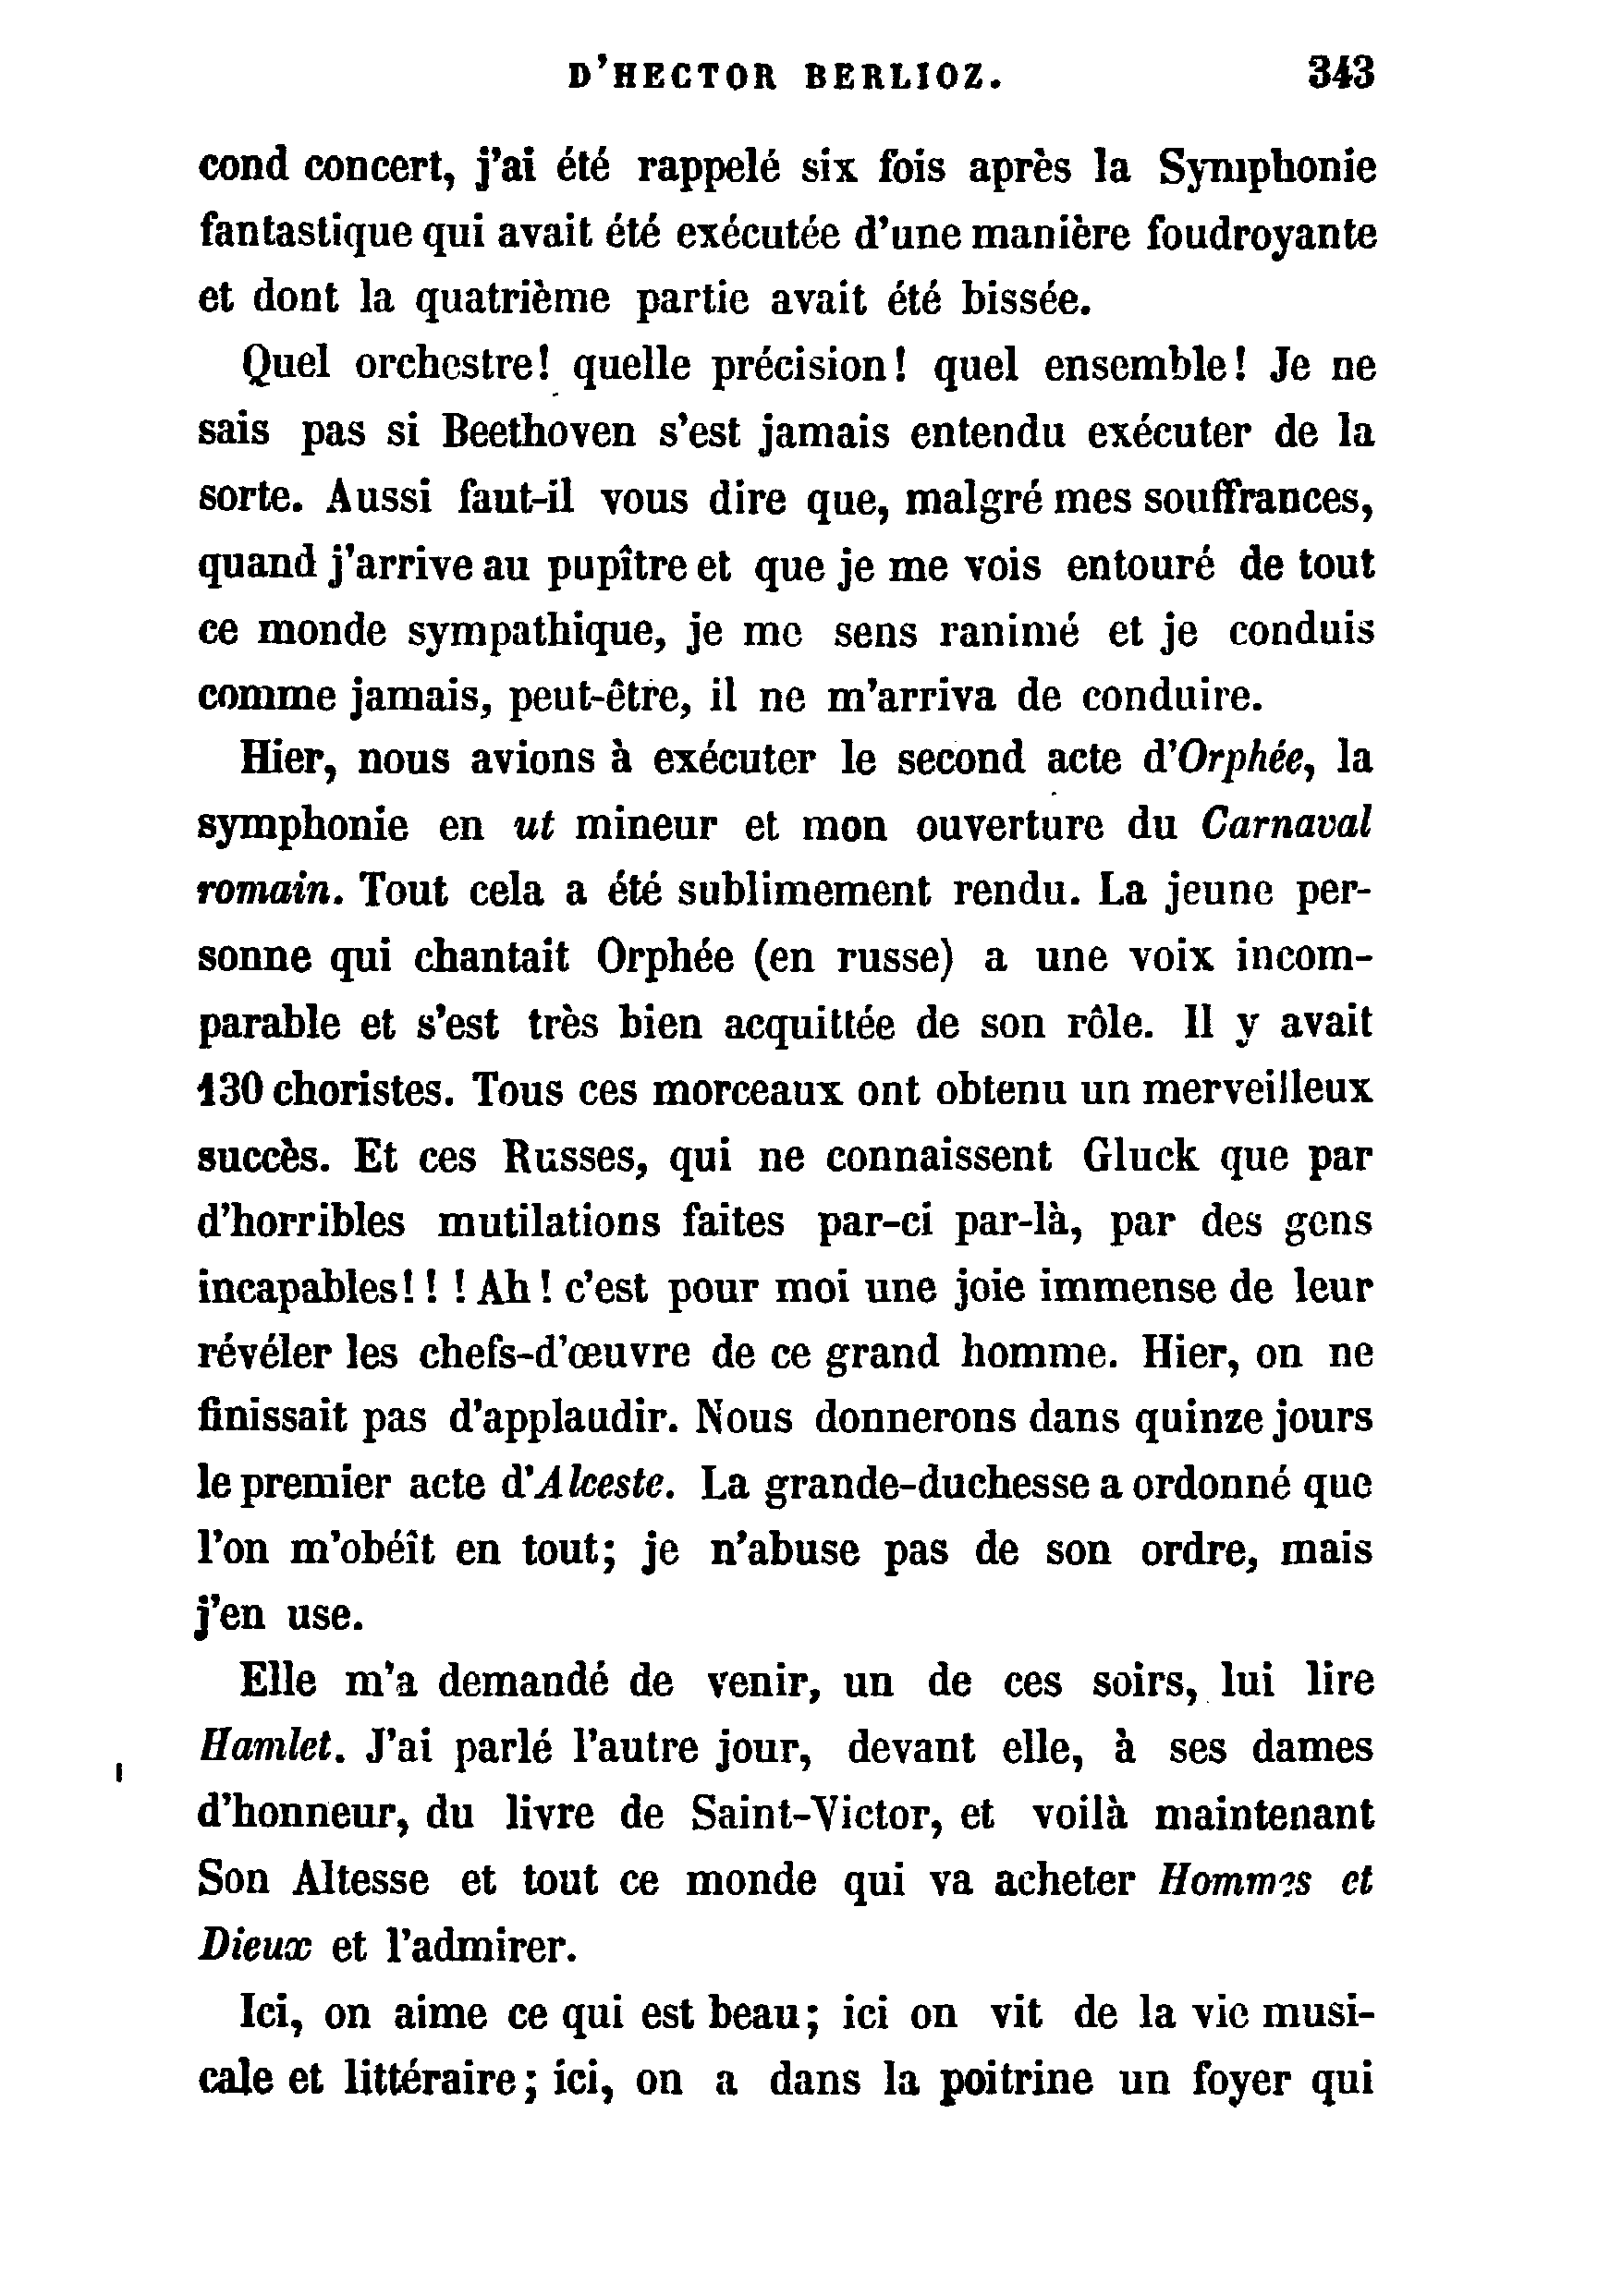 D'HECTOR BERLIOZ. 343
cond concert, j'ai été rappelé six fois après la Symphonie
fantastique qui avait été exécutée d'une manière foudroyante
et dont la quatrième partie avait été bissée.
Quel orchestre! quelle précision! quel ensemble! Je ne
sais pas si Beethoven s'est jamais entendu exécuter de la
sorte. Aussi faut-il vous dire que, malgré mes souffrances,
quand j'arrive au pupître et que je me vois entouré de tout
ce monde sympathique, je me sens ranimé et je conduis
comme jamais, peut-être, il ne m'arriva de conduire.
Hier, nous avions à exécuter le second acte d'Orphée, la
symphonie en ut mineur et mon ouverture du Carnaval
romain. Tout cela a été sublimement rendu. La jeune per-
sonne qui chantait Orphée (en russe) a une voix incom-
parable et s'est très bien acquittée de son rôle. Il y avait
130 choristes. Tous ces morceaux ont obtenu un merveilleux
succès. Et ces Russes, qui ne connaissent Gluck que par
d'horribles mutilations faites par-ci par-là, par des gens
incapables! ! ! Ah ! c'est pour moi une joie immense de leur
révéler les chefs-d'œuvre de ce grand homme. Hier, on ne
finissait pas d'applaudir. Nous donnerons dans quinze jours
le premier acte d'Alceste. La grande-duchesse a ordonné que
l'on m'obéît en tout; je n'abuse pas de son ordre, mais
j'en use.
Elle m'a demandé de venir, un de ces soirs, lui lire
Hamlet. J'ai parlé l'autre jour, devant elle, à ses dames
d'honneur, du livre de Saint-Victor, et voilà maintenant
Son Altesse et tout ce monde qui va acheter Hommes et
Dieux et l'admirer.
Ici, on aime ce qui est beau; ici on vit de la vie musi-
cale et littéraire; ici, on a dans la poitrine un foyer qui